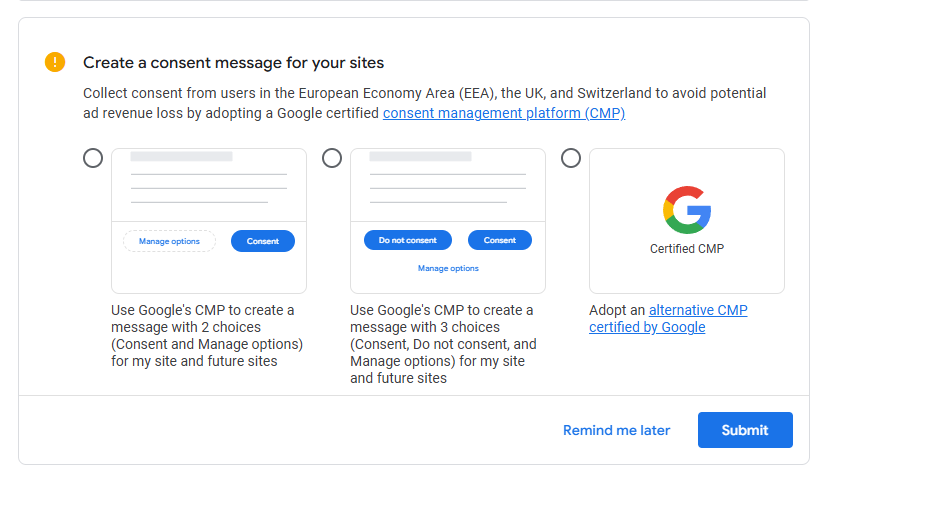 Create a consent message for your sites
Collect consent from users in the European Economy Area (EEA), the UK, and Switzerland to avoid potential
ad revenue loss by adopting a Google certified consent management platform (CMP)
Manage options
Consent
Do not consent
Consent
Manage options
Certified CMP
Use Google's CMP to create a
message with 2 choices
(Consent and Manage options)
for my site and future sites
Use Google's CMP to create a
message with 3 choices
(Consent, Do not consent, and
Manage options) for my site
and future sites
Adopt an alternative CMP
certified by Google
Remind me later
Submit